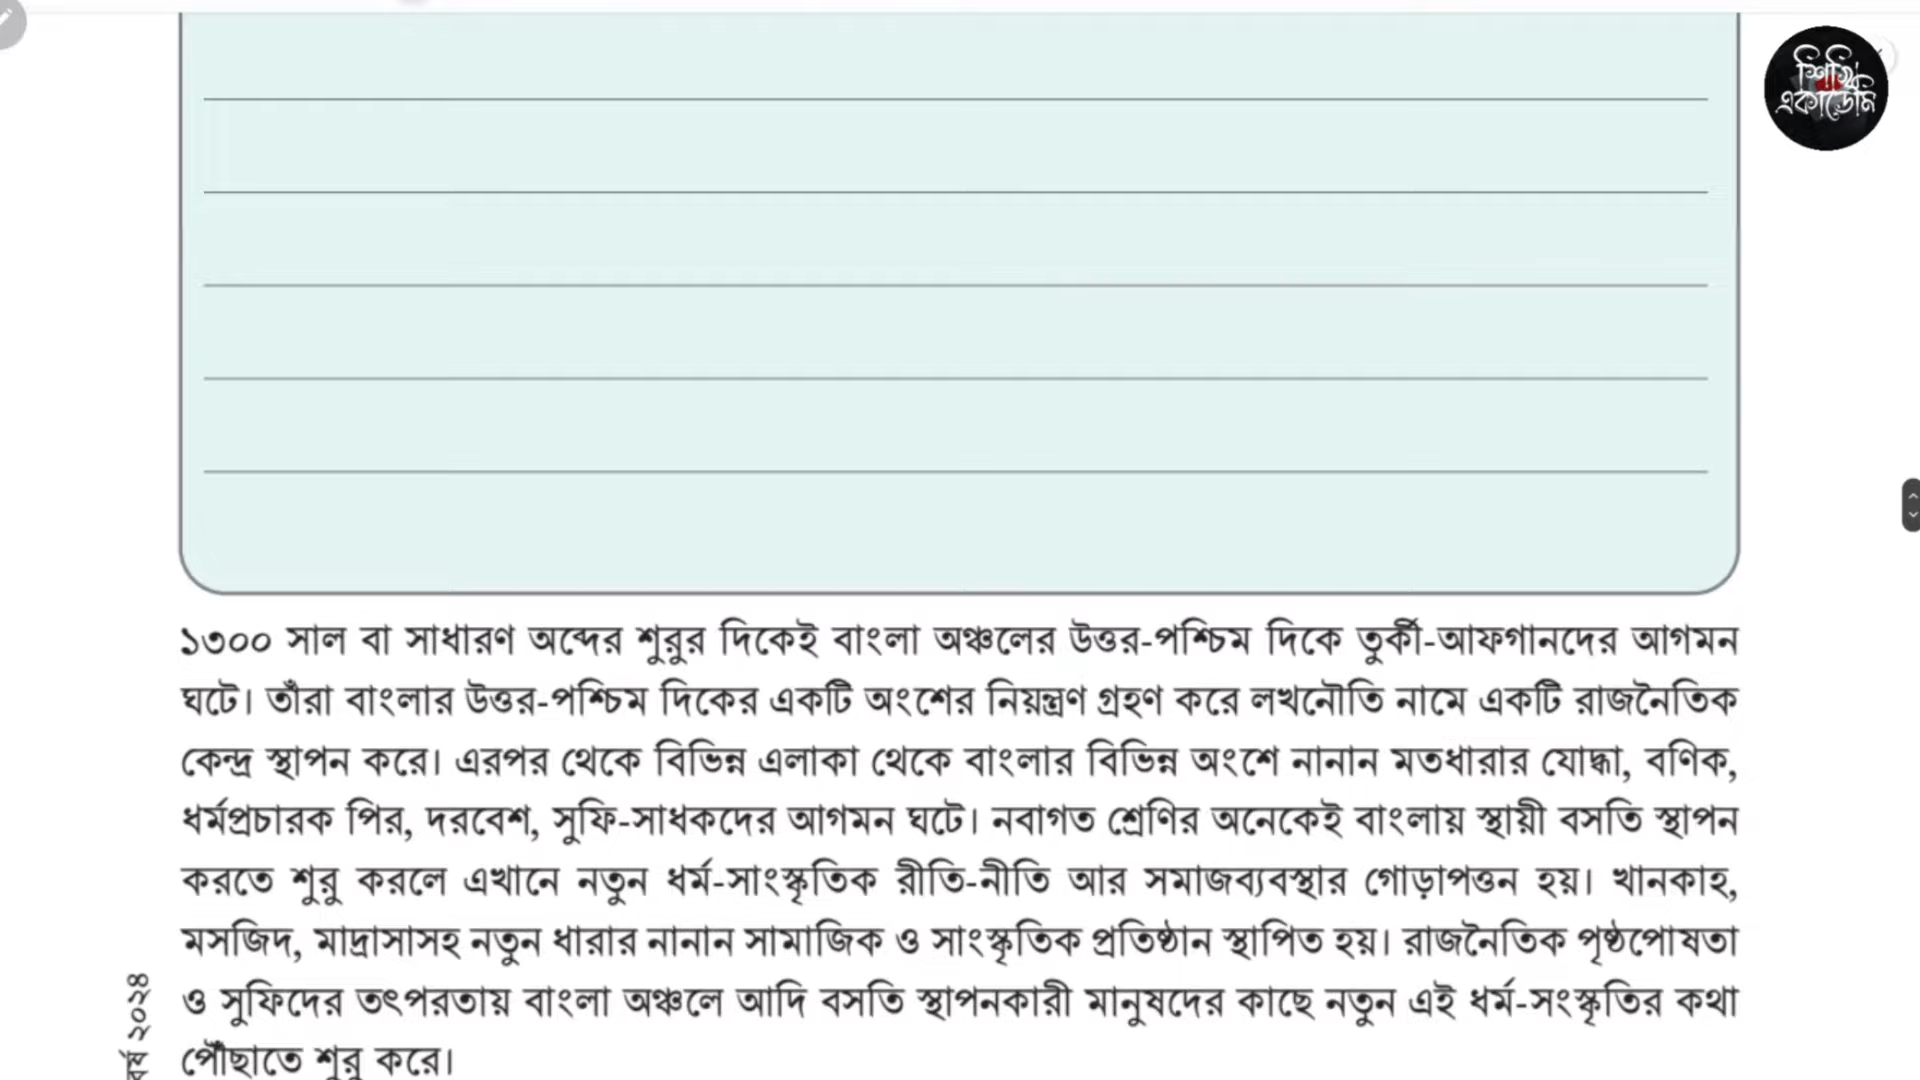 শিখি
একাডেমি
১৩০০ সাল বা সাধারণ অব্দের শুরুর দিকেই বাংলা অঞ্চলের উত্তর-পশ্চিম দিকে তুর্কী-আফগানদের আগমন
ঘটে। তাঁরা বাংলার উত্তর-পশ্চিম দিকের একটি অংশের নিয়ন্ত্রণ গ্রহণ করে লখনৌতি নামে একটি রাজনৈতিক
কেন্দ্র স্থাপন করে। এরপর থেকে বিভিন্ন এলাকা থেকে বাংলার বিভিন্ন অংশে নানান মতধারার যোদ্ধা, বণিক,
ধর্মপ্রচারক পির, দরবেশ, সুফি-সাধকদের আগমন ঘটে। নবাগত শ্রেণির অনেকেই বাংলায় স্থায়ী বসতি স্থাপন
করতে শুরু করলে এখানে নতুন ধর্ম-সাংস্কৃতিক রীতি-নীতি আর সমাজব্যবস্থার গোড়াপত্তন হয়। খানকাহ,
মসজিদ, মাদ্রাসাসহ নতুন ধারার নানান সামাজিক ও সাংস্কৃতিক প্রতিষ্ঠান স্থাপিত হয়। রাজনৈতিক পৃষ্ঠপোষতা
ও সুফিদের তৎপরতায় বাংলা অঞ্চলে আদি বসতি স্থাপনকারী মানুষদের কাছে নতুন এই ধর্ম-সংস্কৃতির কথা
পৌঁছাতে শুরু করে।
২০২৪